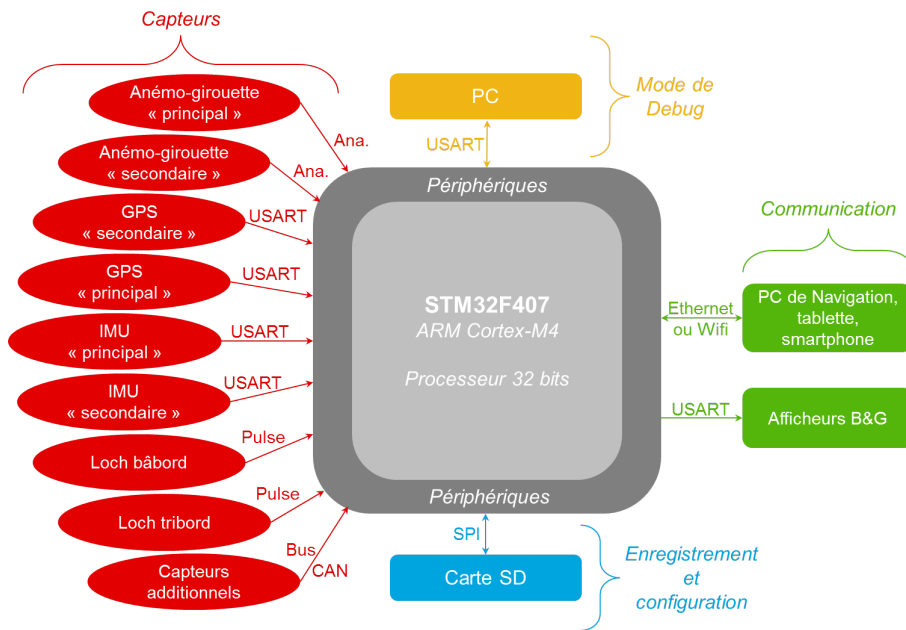 Capteurs
Anémo-girouette
« principal »
Ana.
Anémo-girouette
« secondaire »
Ana.
GPS
« secondaire »
USART
GPS
« principal »
USART
IMU
« principal »
USART
IMU
« secondaire »
USART
Loch bâbord
Pulse
Loch tribord
Pulse
Capteurs
additionnels
Bus
CAN
PC
USART
Mode de
Debug
Périphériques
STM32F407
ARM Cortex-M4
Processeur 32 bits
Périphériques
Communication
Ethernet
ou Wifi
PC de Navigation,
tablette,
smartphone
USART
Afficheurs B&G
SPI
Carte SD
Enregistrement
et
configuration